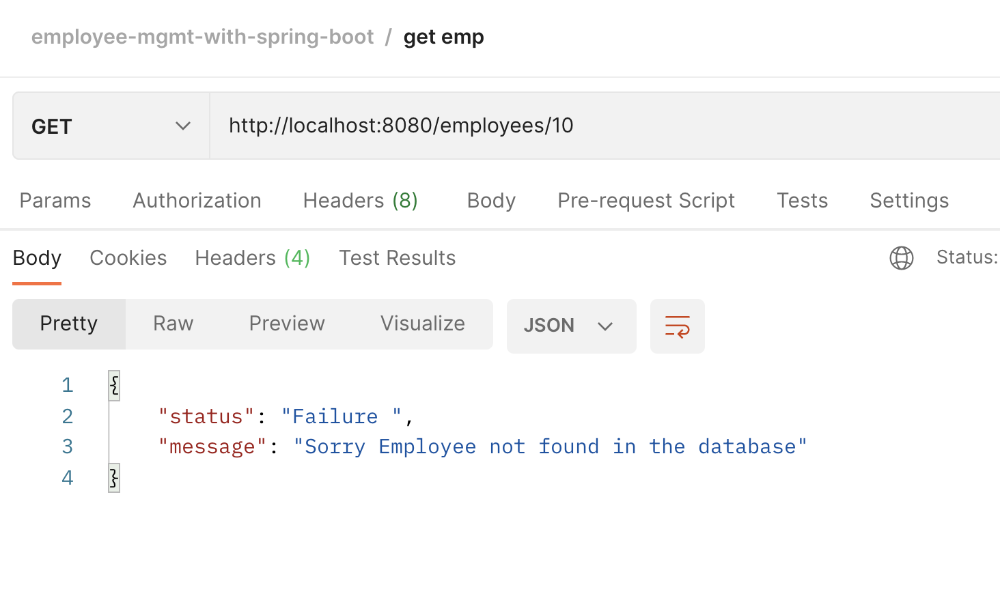 employee-mgmt-with-spring-boot / get emp
GET http://localhost:8080/employees/10
Params Authorization Headers (8) Body Pre-request Script Tests Settings
Body Cookies Headers (4) Test Results Status:
Pretty Raw Preview Visualize JSON
1 {
2 "status": "Failure ",
3 "message": "Sorry Employee not found in the database"
4 }